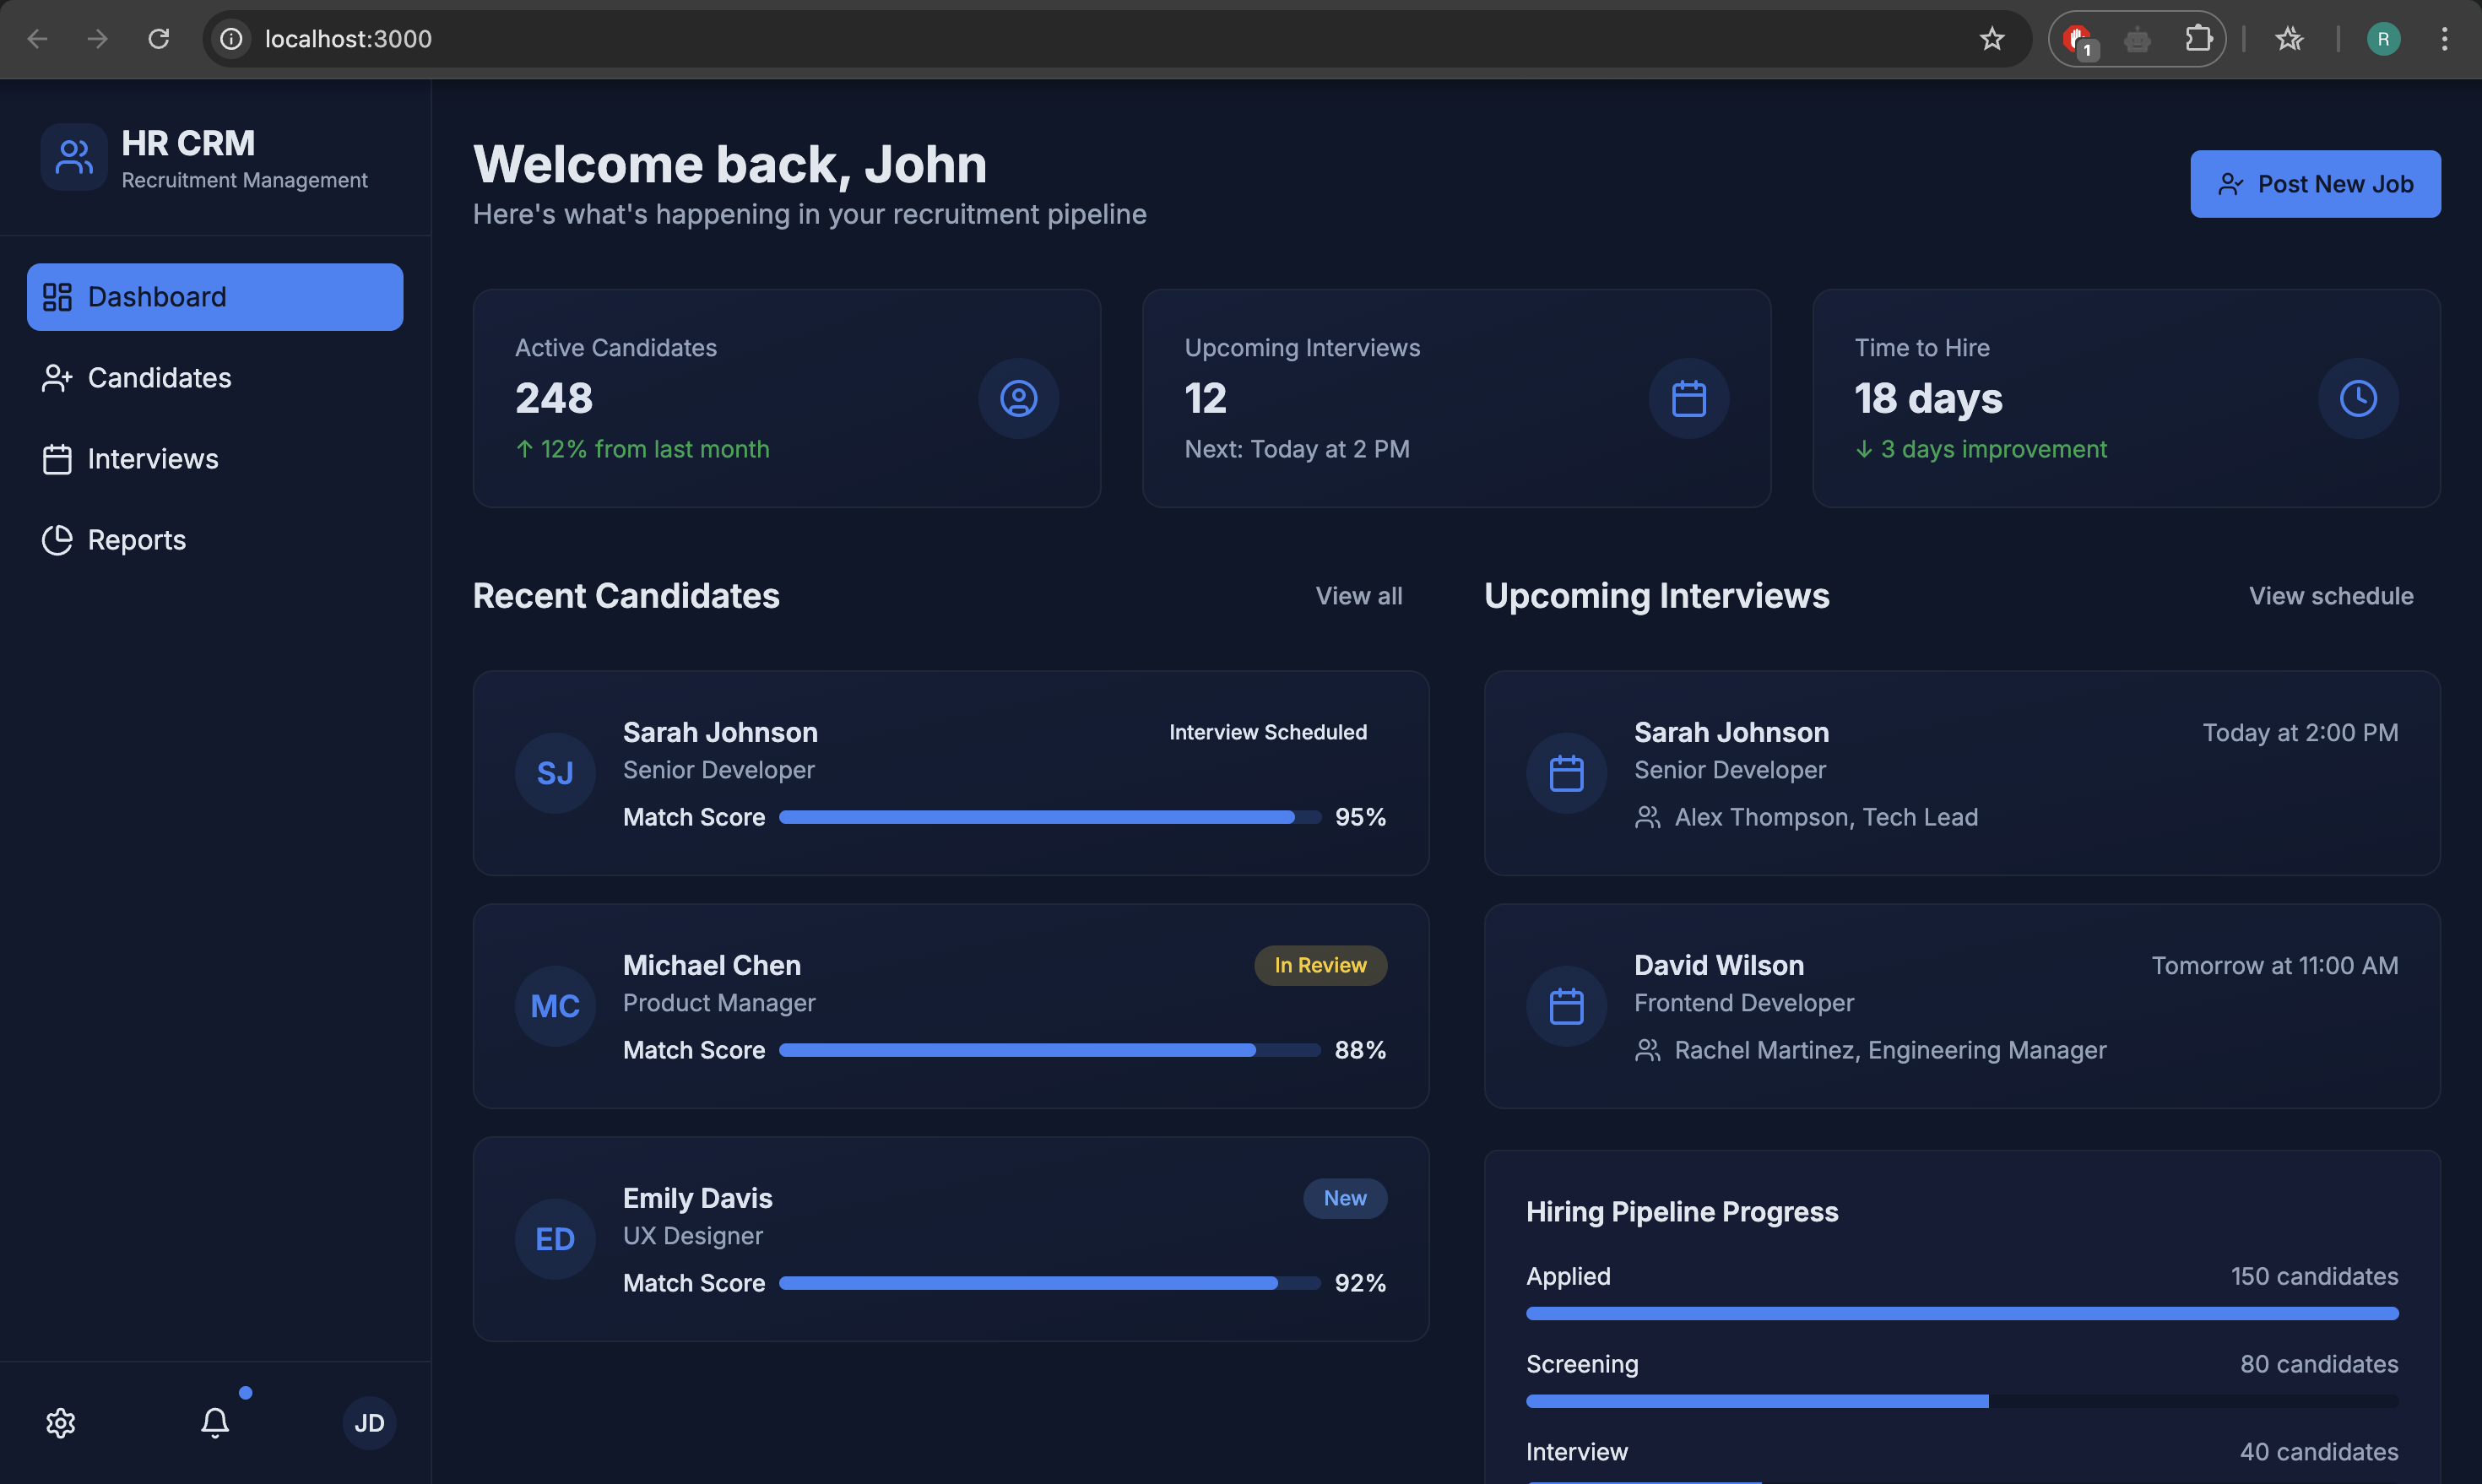 localhost:3000
1
R
HR CRM
Recruitment Management
Dashboard
Candidates
Interviews
Reports
JD
Welcome back, John
Here's what's happening in your recruitment pipeline
Post New Job
Active Candidates
248
↑ 12% from last month
Upcoming Interviews
12
Next: Today at 2 PM
Time to Hire
18 days
↓ 3 days improvement
Recent Candidates
View all
SJ
Sarah Johnson
Interview Scheduled
Senior Developer
Match Score 95%
MC
Michael Chen
In Review
Product Manager
Match Score 88%
ED
Emily Davis
New
UX Designer
Match Score 92%
Upcoming Interviews
View schedule
Sarah Johnson
Today at 2:00 PM
Senior Developer
Alex Thompson, Tech Lead
David Wilson
Tomorrow at 11:00 AM
Frontend Developer
Rachel Martinez, Engineering Manager
Hiring Pipeline Progress
Applied 150 candidates
Screening 80 candidates
Interview 40 candidates